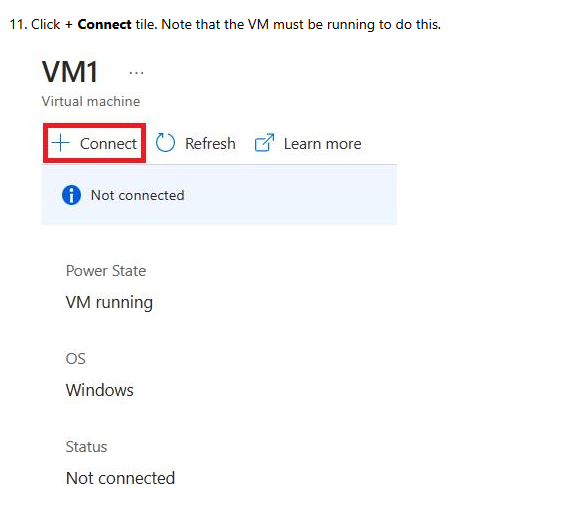 11. Click + Connect tile. Note that the VM must be running to do this.
VM1 ...
Virtual machine
+ Connect Refresh Learn more
Not connected
Power State
VM running
OS
Windows
Status
Not connected